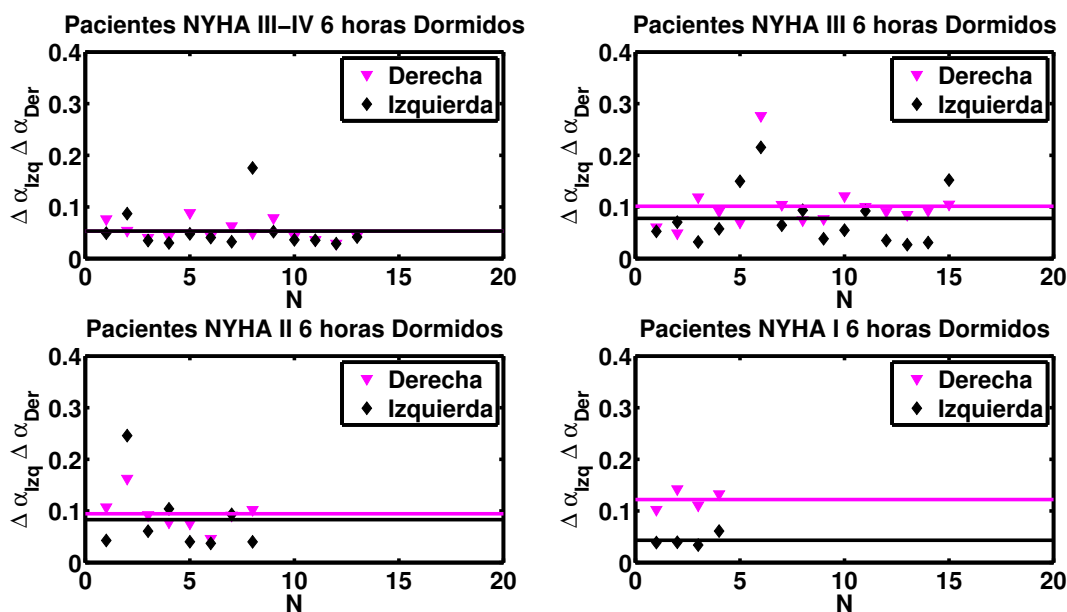 Pacientes NYHA III−IV 6 horas Dormidos
0.4
0.3
0.2
0.1
0
Δ α_Izq Δ α_Der
Derecha
Izquierda
0 5 10 15 20
N
Pacientes NYHA III 6 horas Dormidos
0.4
0.3
0.2
0.1
0
Δ α_Izq Δ α_Der
Derecha
Izquierda
0 5 10 15 20
N
Pacientes NYHA II 6 horas Dormidos
0.4
0.3
0.2
0.1
0
Δ α_Izq Δ α_Der
Derecha
Izquierda
0 5 10 15 20
N
Pacientes NYHA I 6 horas Dormidos
0.4
0.3
0.2
0.1
0
Δ α_Izq Δ α_Der
Derecha
Izquierda
0 5 10 15 20
N